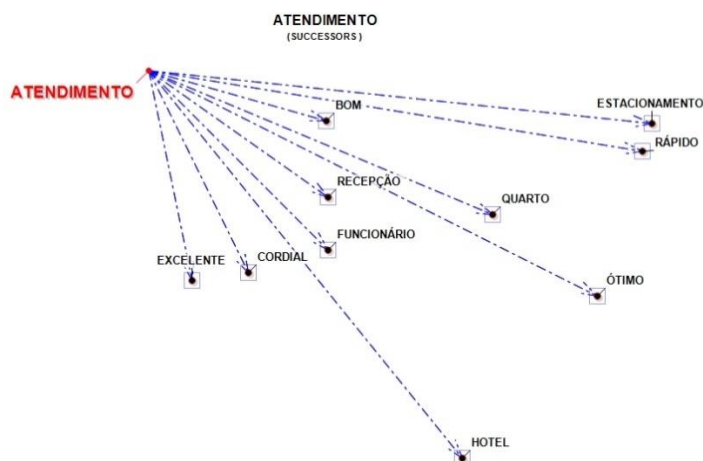 ATENDIMENTO
(SUCCESSORS)
ATENDIMENTO
BOM
ESTACIONAMENTO
RÁPIDO
RECEPÇÃO
QUARTO
FUNCIONÁRIO
EXCELENTE
CORDIAL
ÓTIMO
HOTEL